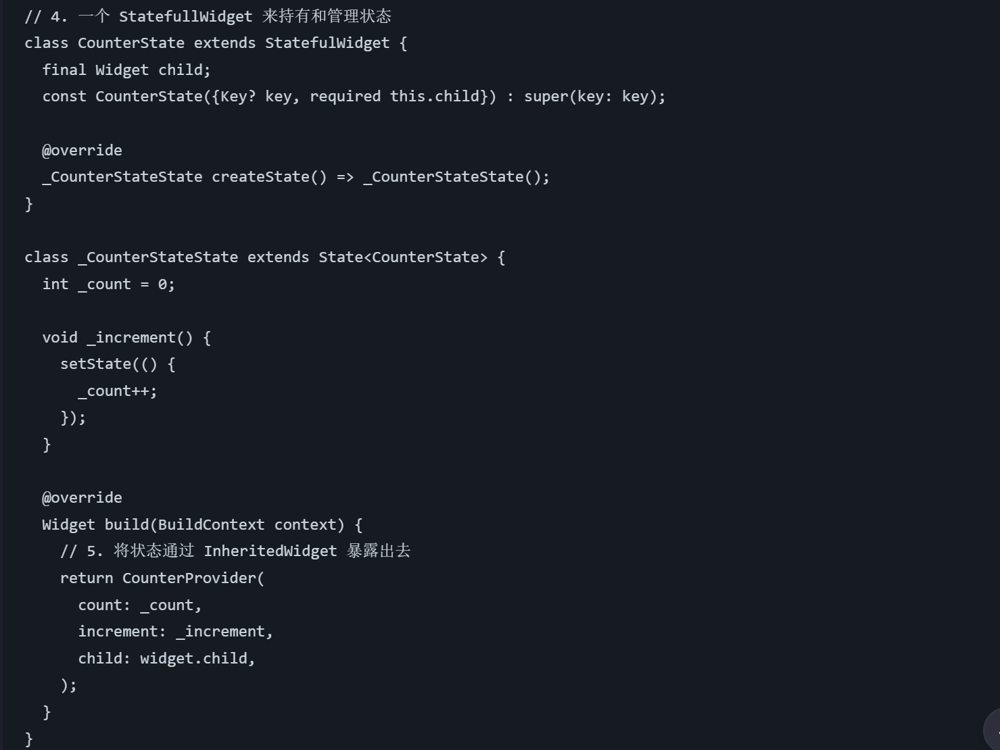 // 4. 一个 StatefullWidget 来持有和管理状态
class CounterState extends StatefulWidget {
  final Widget child;
  const CounterState({Key? key, required this.child}) : super(key: key);

  @override
  _CounterStateState createState() => _CounterStateState();
}

class _CounterStateState extends State<CounterState> {
  int _count = 0;

  void _increment() {
    setState(() {
      _count++;
    });
  }

  @override
  Widget build(BuildContext context) {
    // 5. 将状态通过 InheritedWidget 暴露出去
    return CounterProvider(
      count: _count,
      increment: _increment,
      child: widget.child,
    );
  }
}